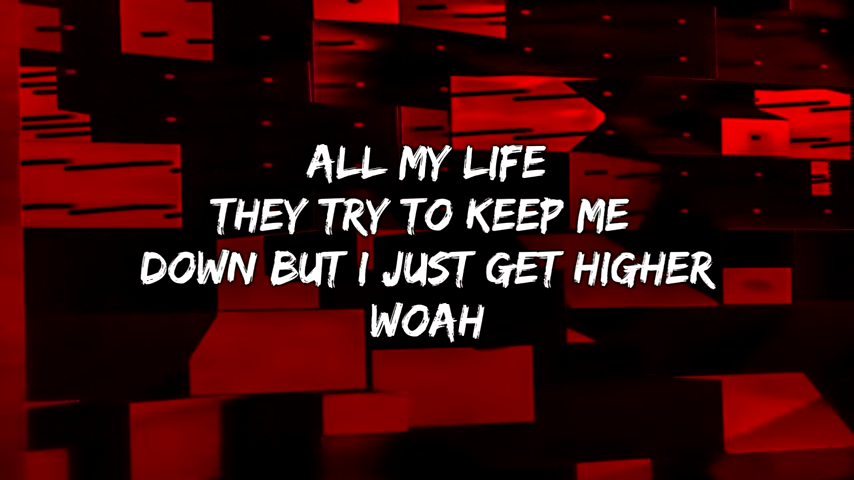 ALL MY LIFE
THEY TRY TO KEEP ME
DOWN BUT I JUST GET HIGHER
WOAH